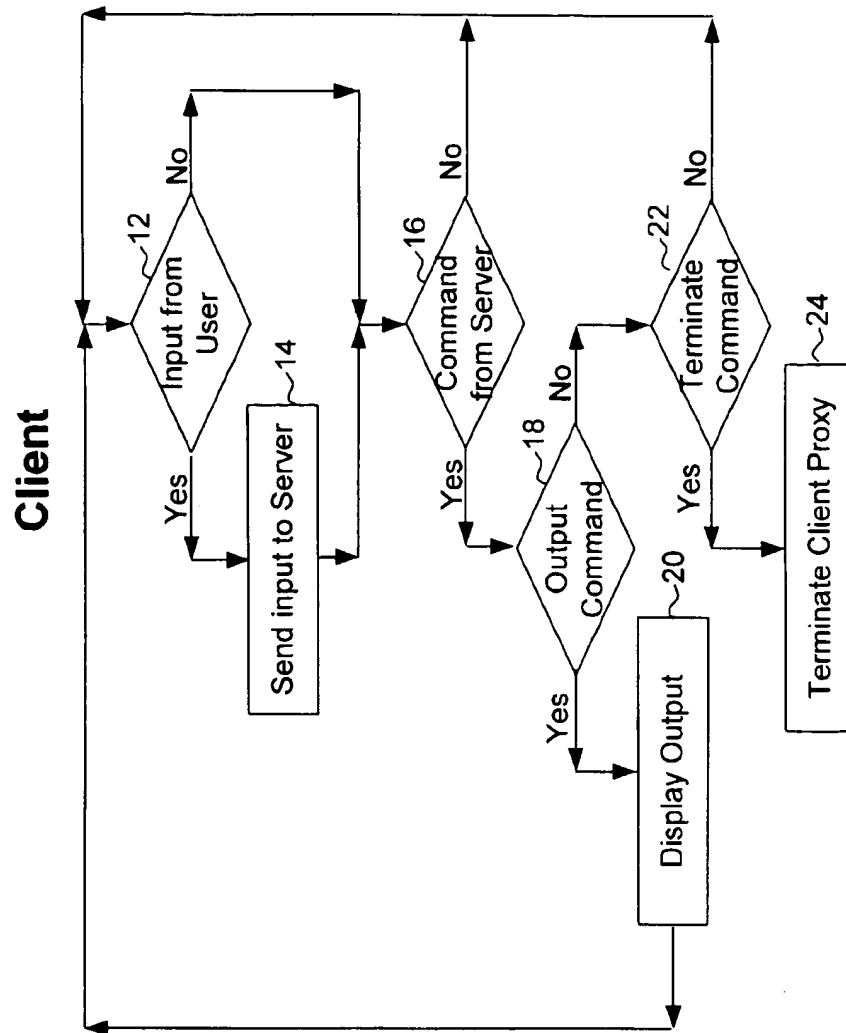 Client
12
Input from
User
No
Yes
14
Send input to Server
16
Command
from Server
No
Yes
18
Output
Command
No
Yes
20
Display Output
22
Terminate
Command
No
Yes
24
Terminate Client Proxy